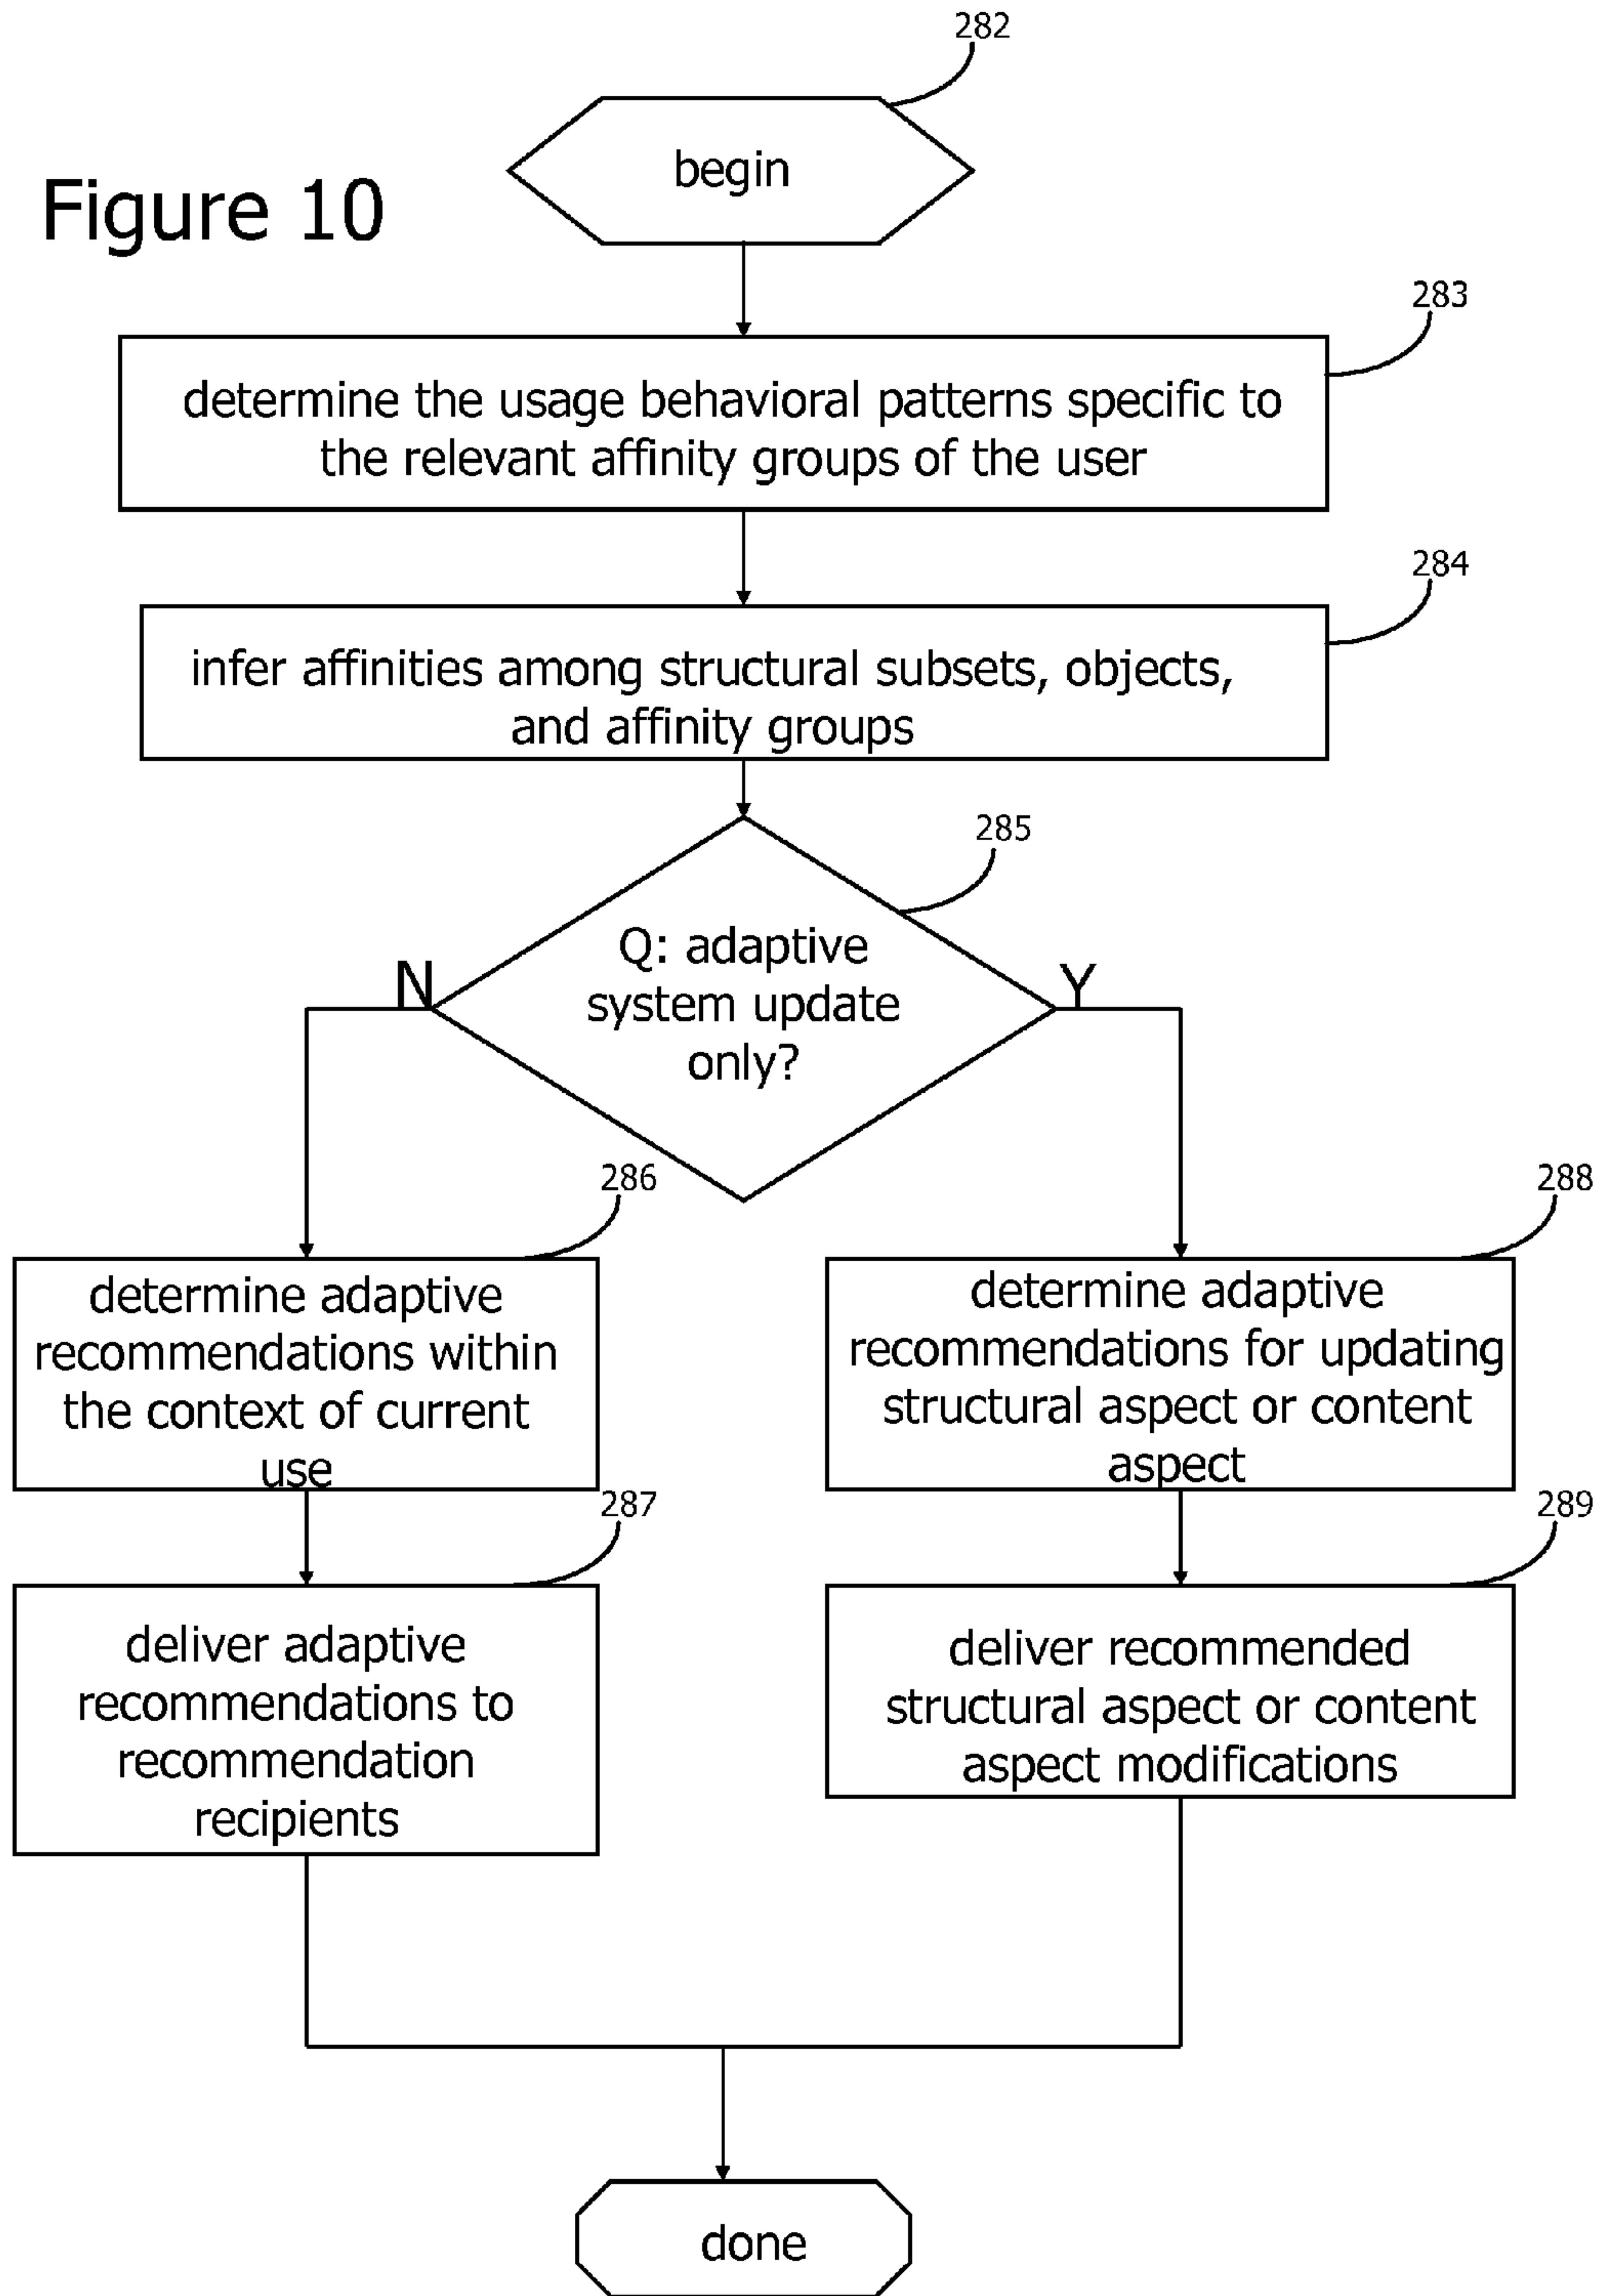 282
begin
Figure 10
283
determine the usage behavioral patterns specific to
the relevant affinity groups of the user
284
infer affinities among structural subsets, objects,
and affinity groups
285
Q: adaptive
system update
only?
N
Y
286
determine adaptive
recommendations within
the context of current
use
288
determine adaptive
recommendations for updating
structural aspect or content
aspect
287
deliver adaptive
recommendations to
recommendation
recipients
289
deliver recommended
structural aspect or content
aspect modifications
done